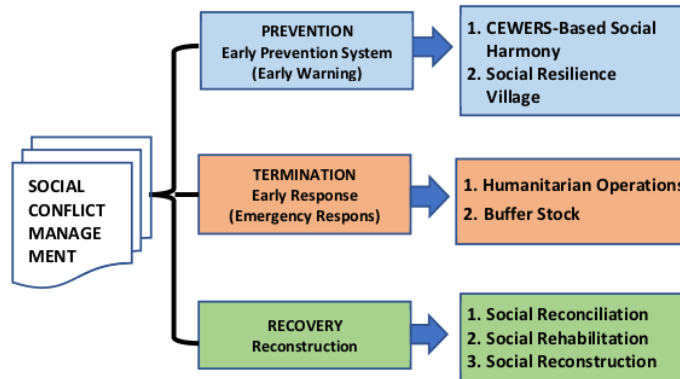 PREVENTION
Early Prevention System
(Early Warning)
1. CEWERS-Based Social
Harmony
2. Social Resilience
Village
SOCIAL
CONFLICT
MANAGE
MENT
TERMINATION
Early Response
(Emergency Respons)
1. Humanitarian Operations
2. Buffer Stock
RECOVERY
Reconstruction
1. Social Reconciliation
2. Social Rehabilitation
3. Social Reconstruction